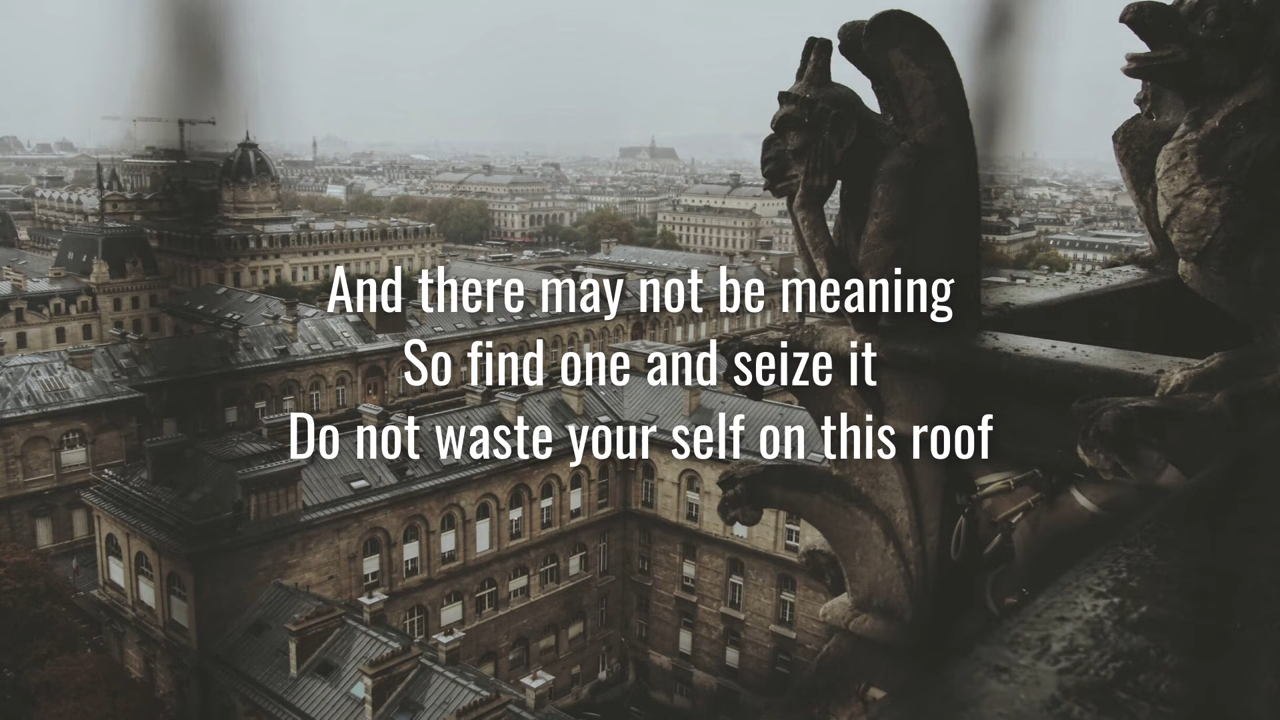 And there may not be meaning
So find one and seize it
Do not waste your self on this roof